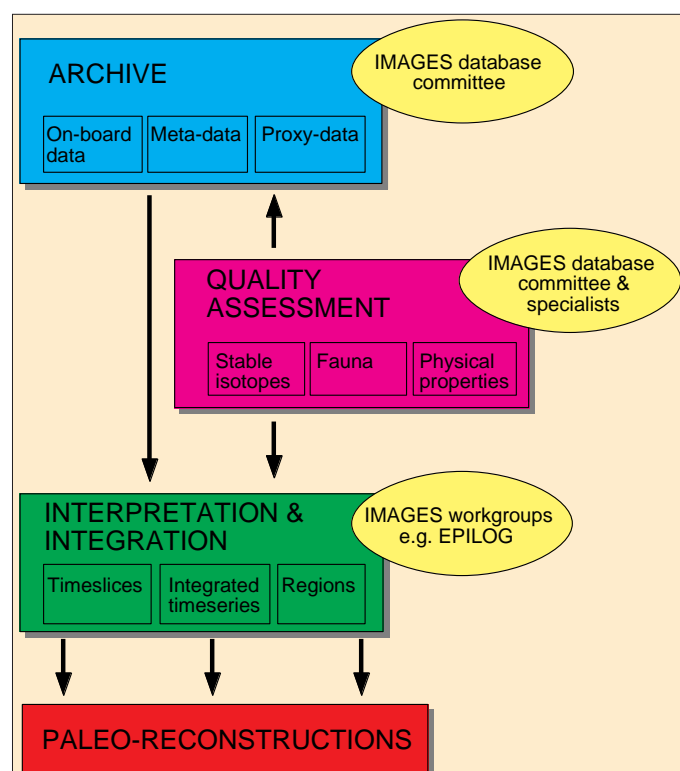 ARCHIVE
IMAGES database
committee
On-board
data
Meta-data
Proxy-data
QUALITY
ASSESSMENT
IMAGES database
committee &
specialists
Stable
isotopes
Fauna
Physical
properties
INTERPRETATION &
INTEGRATION
IMAGES workgroups
e.g. EPILOG
Timeslices
Integrated
timeseries
Regions
PALEO-RECONSTRUCTIONS